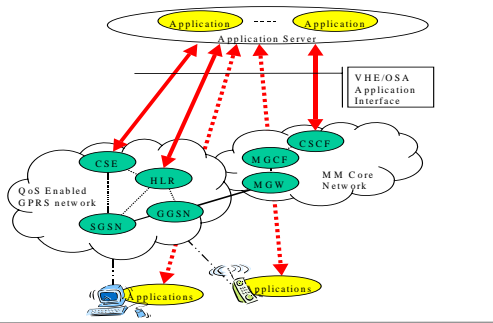 Application
Application
Application Server
VHE/OSA
Application
Interface
CSE
CSCF
MGCF
HLR
MGW
MM Core
Network
QoS Enabled
GPRS network
GGSN
SGSN
Applications
Applications